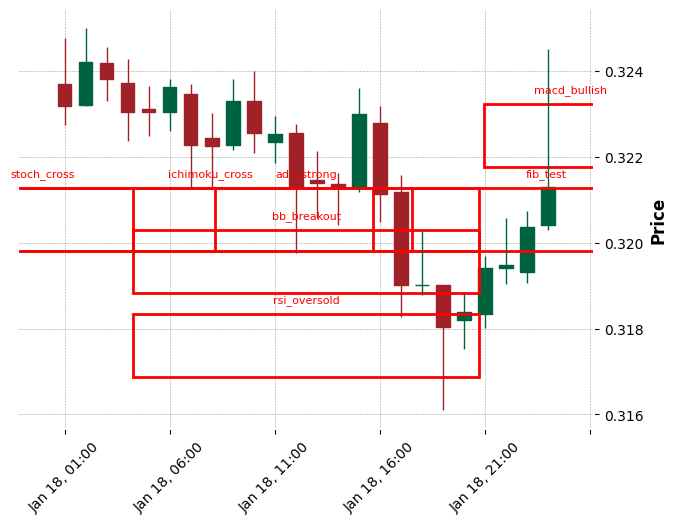 0.324
macd_bullish
0.322
stoch_cross
ichimoku_cross
fib_test
bb_breakout
0.320
Price
rsi_oversold
0.318
0.316
Jan 18, 01:00
Jan 18, 06:00
Jan 18, 11:00
Jan 18, 16:00
Jan 18, 21:00